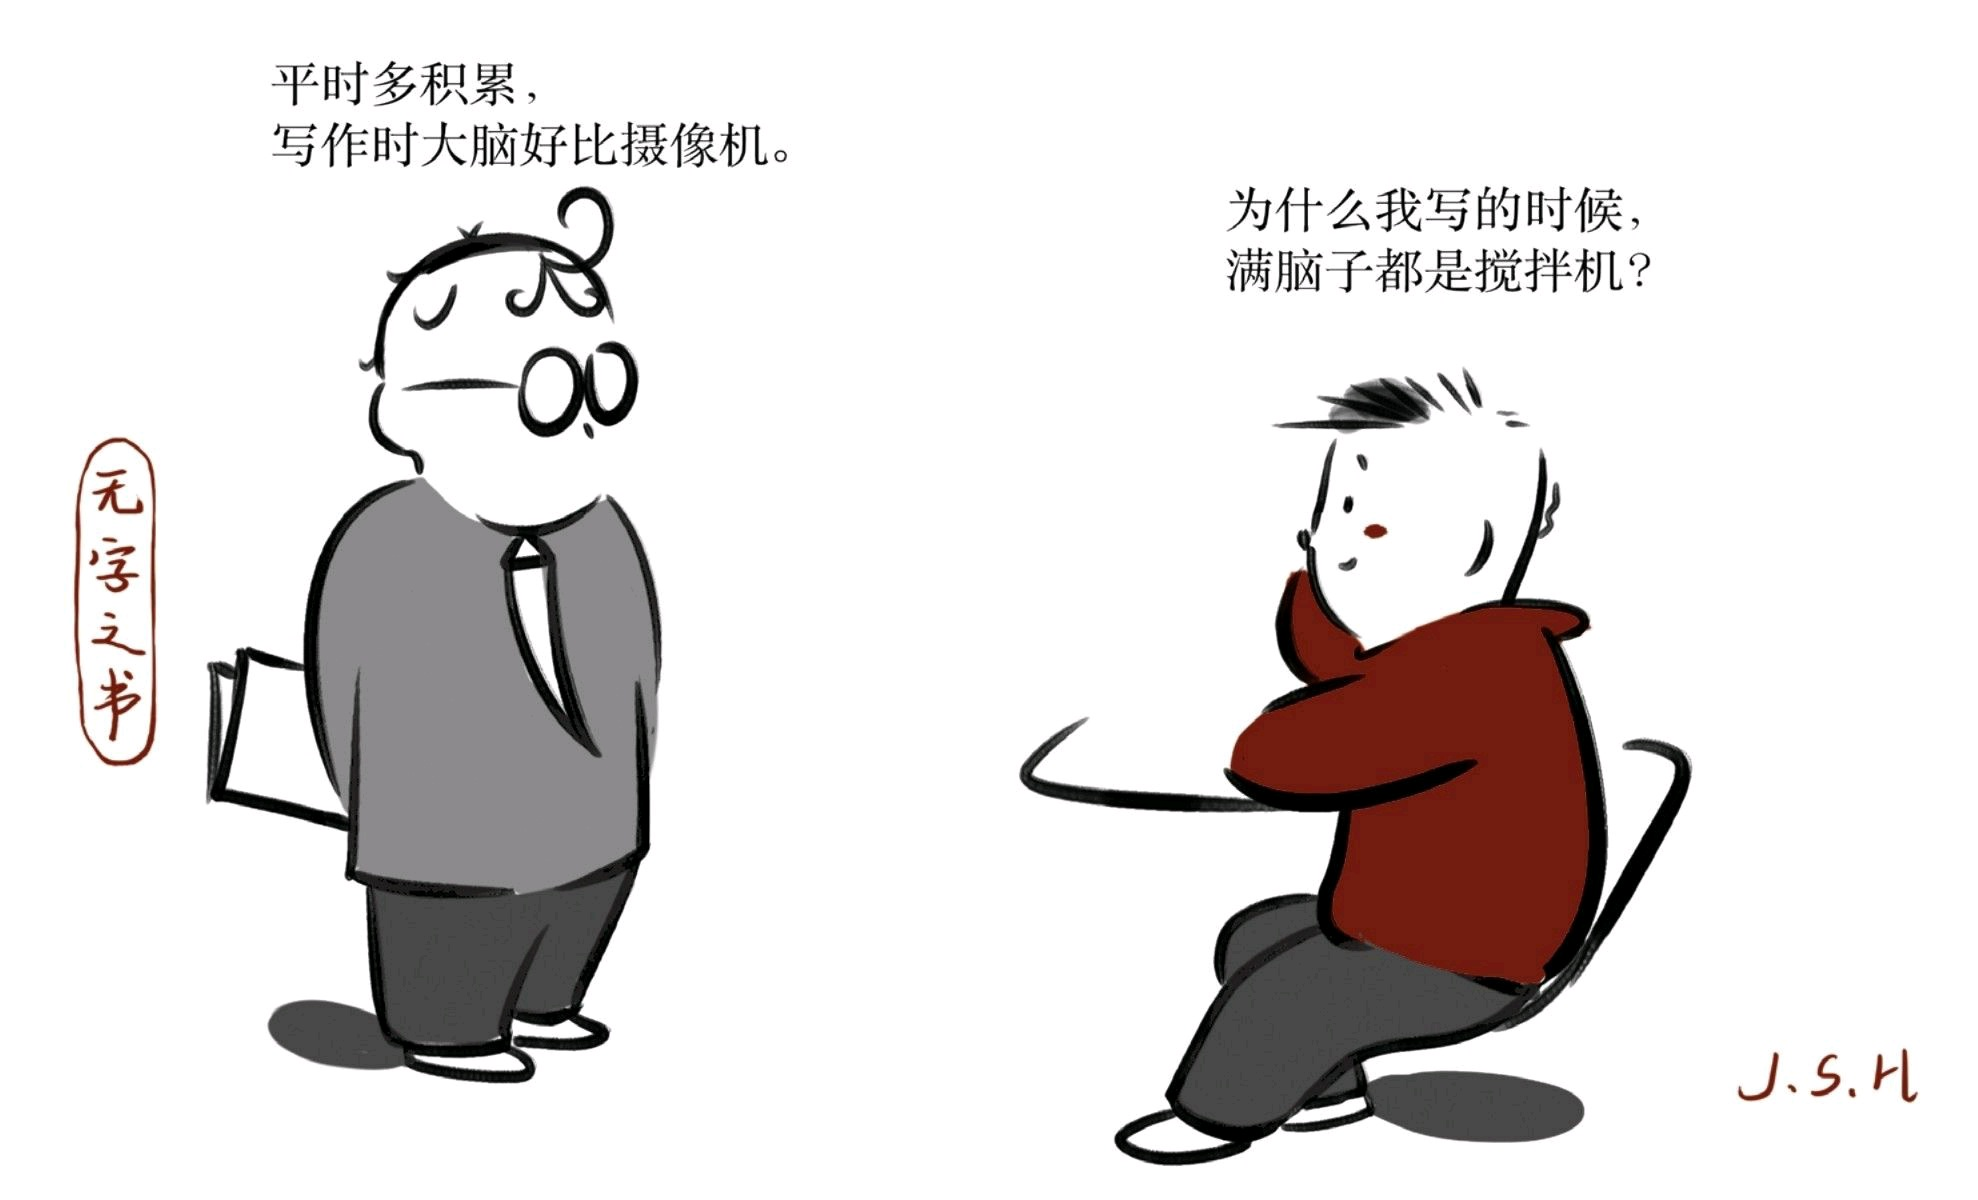 平时多积累，
写作时大脑好比摄像机。
为什么我写的时候，
满脑子都是搅拌机？
无字之书
J.S.H